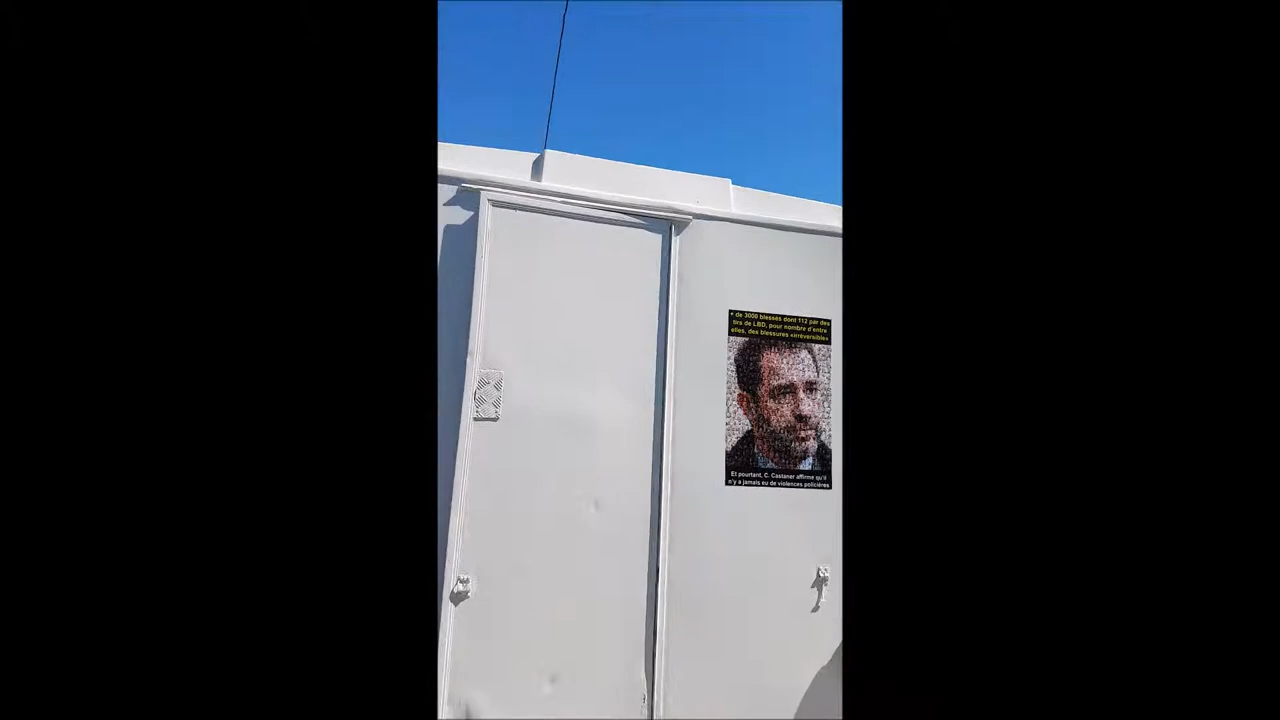 + de 3000 blessés dont 112 par des
tirs de LBD, pour nombre d'entre
elles, des blessures «irréversible»
Et pourtant, C. Castaner affirme qu'il
n'y a jamais eu de violences policières